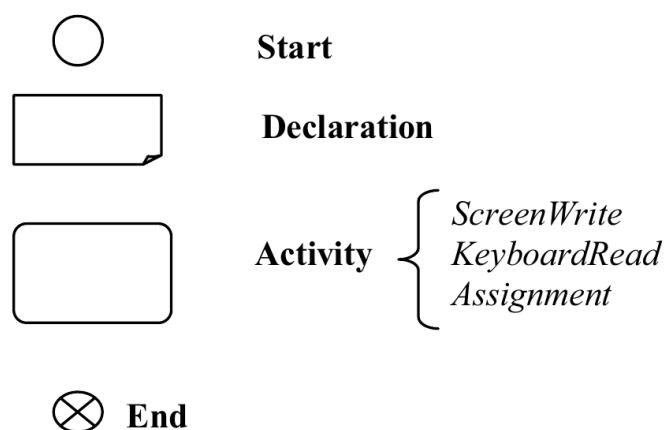 Start
Declaration
ScreenWrite
Activity KeyboardRead
Assignment
End